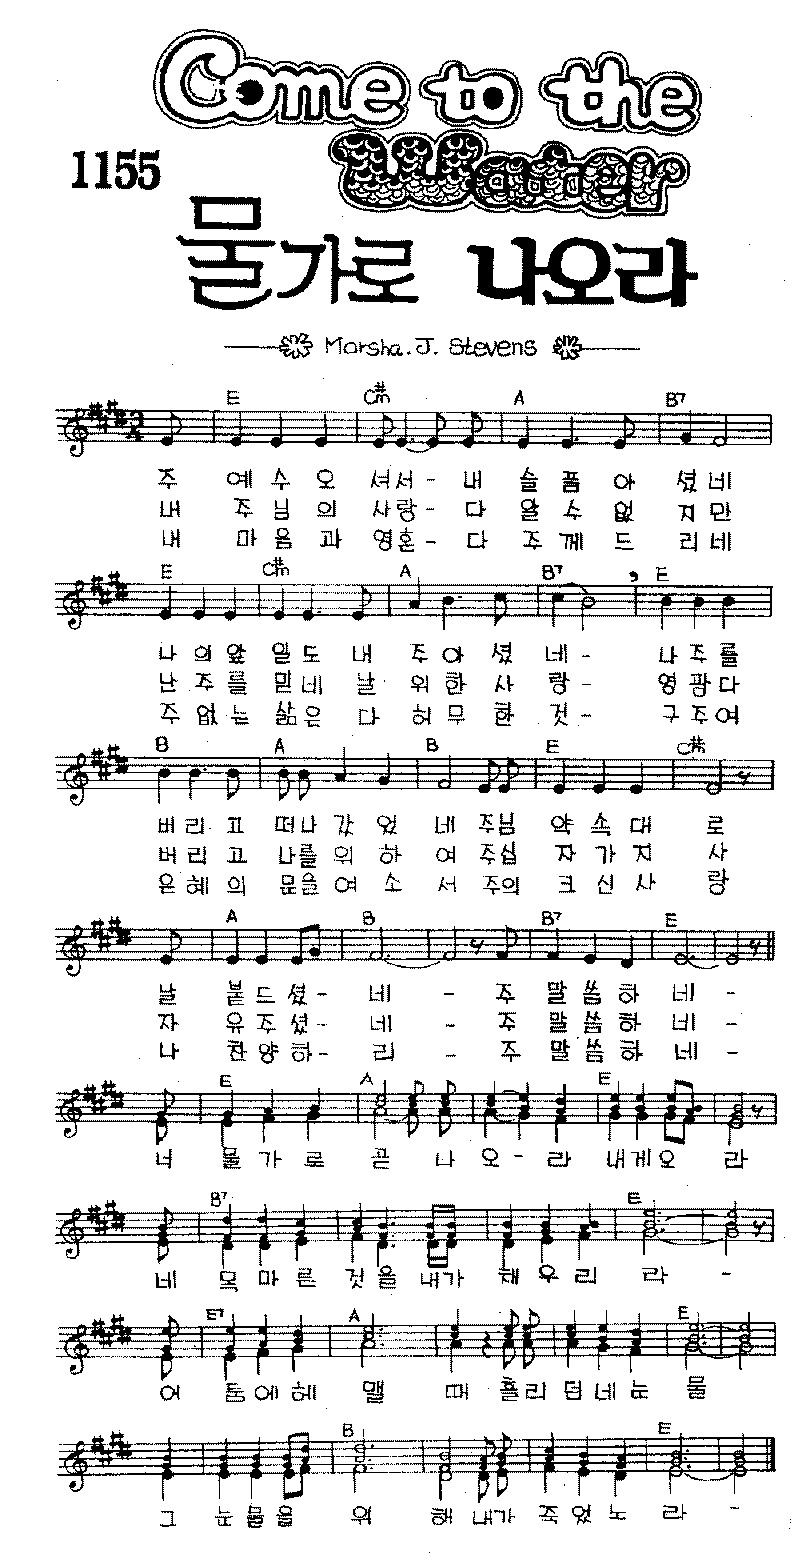 Come to the
Water
1155
물가로 나오라
Marsha. J. Stevens
E C#m A B7
주 예 수 오 셔서- 내 슬 픔 아 셨 네
내 주 님 의 사랑- 다 알 수 없 지 만
내 마 음 과 영혼- 다 주 께 드 리 네
E C#m A B7 E
나 의 앞 일 도 내 주 아 셨 네 - 나 주 를
난 주 를 믿 네 날 위 한 사 랑 - 영 광 다
주 없 는 삶 은 다 허 무 한 것 - 구 주 여
B A B E C#m
버 리 고 떠나 갔 었 네 주님 약 속 대 로
버 리 고 나를 위 하 여 주십 자 가 지 사
은 혜 의 문을 여 소 서 주의 크 신 사 랑
A B B7 E
날 붙 드 셨- 네 - 주 말 씀 하 네 -
자 유 주 셨- 네 - 주 말 씀 하 네 -
나 찬 양 하- 리 - 주 말 씀 하 네 -
E A E
너 물 가 로 곧 나 오 - 라 내 게 오 라
B7 E
네 목 마 른 것 을 내가 채 우 리 라 -
E7 A E
어 둠 에 헤 맬 때 흘리 던 네 눈 물
B E
그 눈 물 을 위 해 내가 죽 었 노 라 -